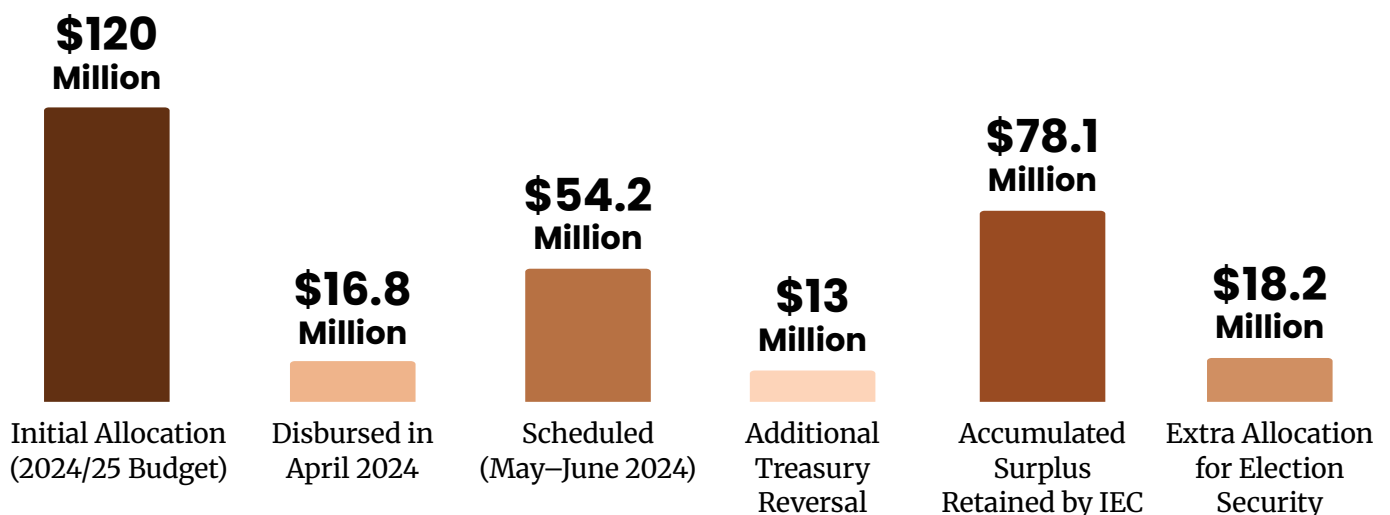 $120
Million
Initial Allocation
(2024/25 Budget)
$16.8
Million
Disbursed in
April 2024
$54.2
Million
Scheduled
(May–June 2024)
$13
Million
Additional
Treasury
Reversal
$78.1
Million
Accumulated
Surplus
Retained by IEC
$18.2
Million
Extra Allocation
for Election
Security